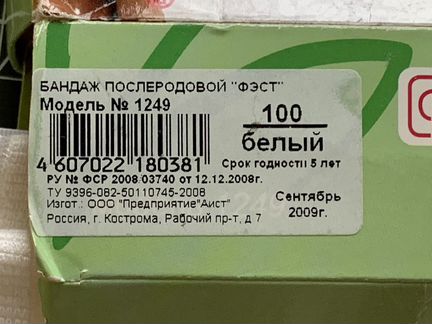 БАНДАЖ ПОСЛЕРОДОВОЙ "ФЭСТ"
Модель № 1249
100
белый
4 607022 180381
Срок годности 5 лет
РУ № ФСР 2008/03740 от 12.12.2008г.
ТУ 9396-082-50110745-2008
Изгот.: ООО "Предприятие"Аист"
Россия, г. Кострома, Рабочий пр-т, д 7
Сентябрь
2009г.